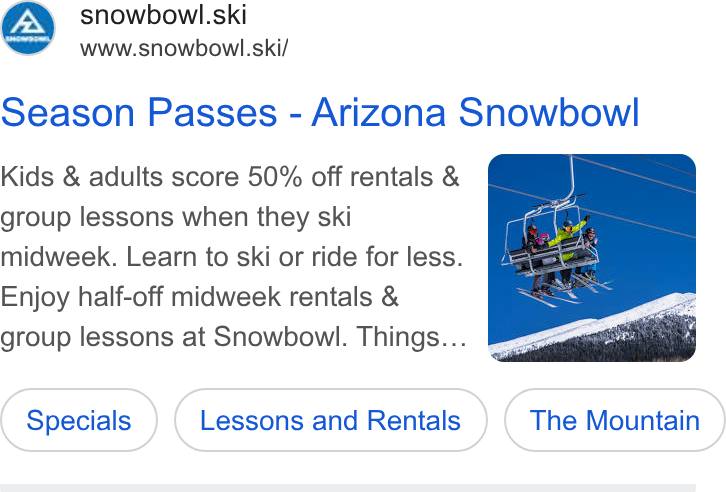 SNOWBOWL
snowbowl.ski
www.snowbowl.ski/
Season Passes - Arizona Snowbowl
Kids & adults score 50% off rentals &
group lessons when they ski
midweek. Learn to ski or ride for less.
Enjoy half-off midweek rentals &
group lessons at Snowbowl. Things…
Specials
Lessons and Rentals
The Mountain